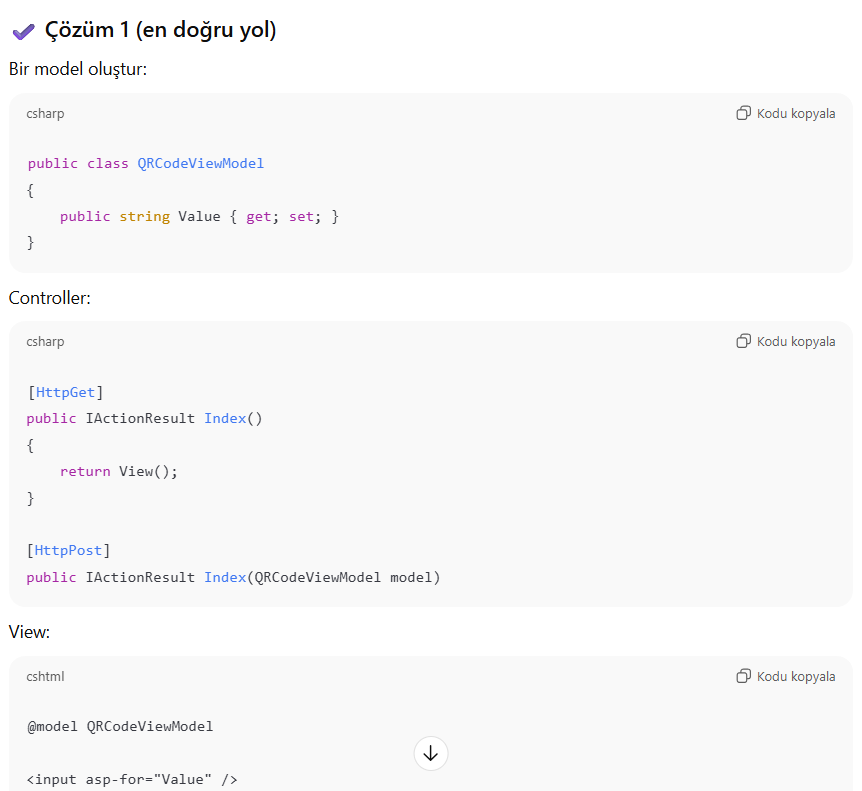 Çözüm 1 (en doğru yol)
Bir model oluştur:
csharp
Kodu kopyala
public class QRCodeViewModel
{
    public string Value { get; set; }
}
Controller:
csharp
Kodu kopyala
[HttpGet]
public IActionResult Index()
{
    return View();
}
[HttpPost]
public IActionResult Index(QRCodeViewModel model)
View:
cshtml
Kodu kopyala
@model QRCodeViewModel
<input asp-for="Value" />